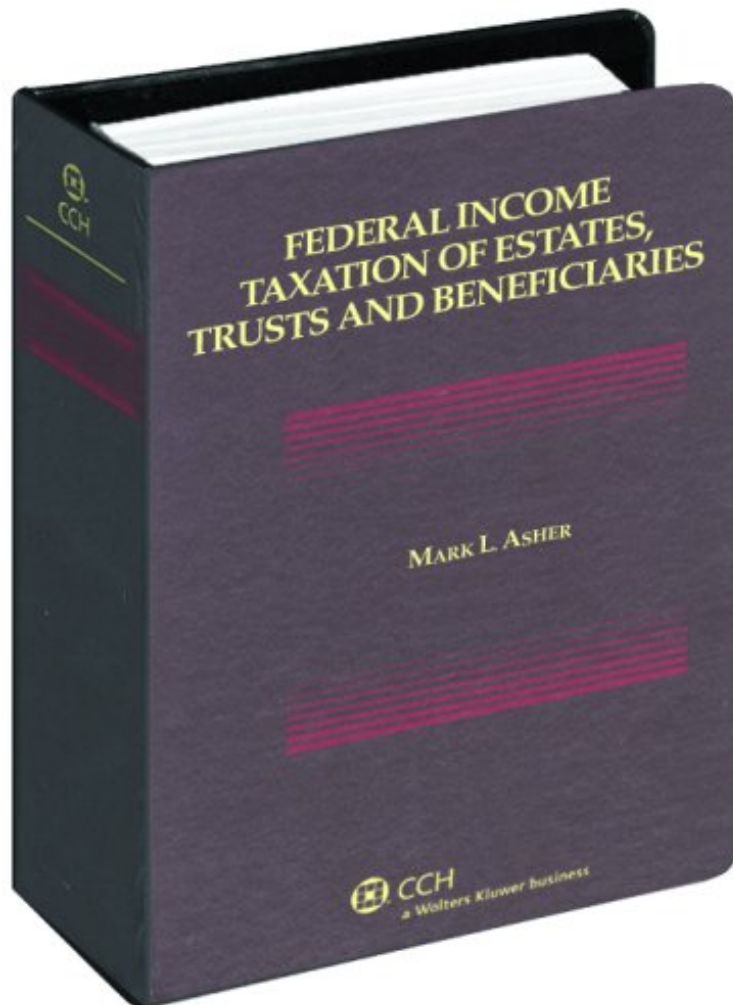 CCH
FEDERAL INCOME
TAXATION OF ESTATES,
TRUSTS AND BENEFICIARIES
MARK L. ASHER
CCH
a Wolters Kluwer business